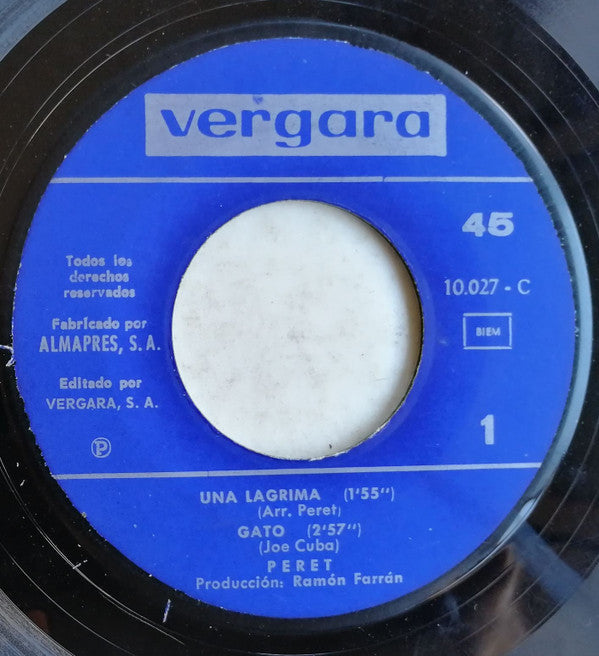 vergara
45
Todos los
derechos
reservados
10.027 - C
Fabricado por
ALMAPRES, S. A.
BIEM
Editado por
VERGARA, S. A.
1
P
UNA LAGRIMA (1'55")
(Arr. Peret)
GATO (2'57")
(Joe Cuba)
PERET
Producción: Ramón Farrán